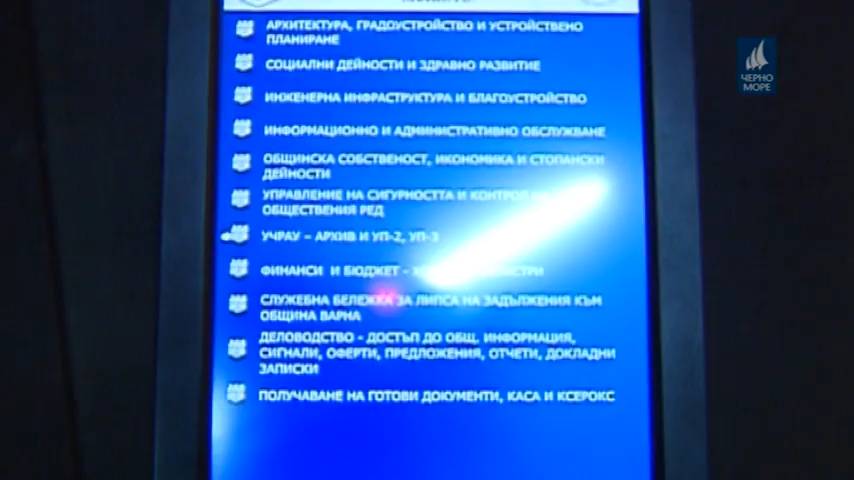 АРХИТЕКТУРА, ГРАДОУСТРОЙСТВО И УСТРОЙСТВЕНО
ПЛАНИРАНЕ
СОЦИАЛНИ ДЕЙНОСТИ И ЗДРАВНО РАЗВИТИЕ
ИНЖЕНЕРНА ИНФРАСТРУКТУРА И БЛАГОУСТРОЙСТВО
ИНФОРМАЦИОННО И АДМИНИСТРАТИВНО ОБСЛУЖВАНЕ
ОБЩИНСКА СОБСТВЕНОСТ, ИКОНОМИКА И СТОПАНСКИ
ДЕЙНОСТИ
УПРАВЛЕНИЕ НА СИГУРНОСТТА И КОНТРОЛ
ОБЩЕСТВЕНИЯ РЕД
УЧРАУ – АРХИВ И УП-2, УП-3
ФИНАНСИ И БЮДЖЕТ -
СЛУЖЕБНА БЕЛЕЖКА ЗА ЛИПСА НА ЗАДЪЛЖЕНИЯ КЪМ
ОБЩИНА ВАРНА
ДЕЛОВОДСТВО - ДОСТЪП ДО ОБЩ. ИНФОРМАЦИЯ,
СИГНАЛИ, ОФЕРТИ, ПРЕДЛОЖЕНИЯ, ОТЧЕТИ, ДОКЛАДНИ
ЗАПИСКИ
ПОЛУЧАВАНЕ НА ГОТОВИ ДОКУМЕНТИ, КАСА И КСЕРОКС
ЧЕРНО
МОРЕ